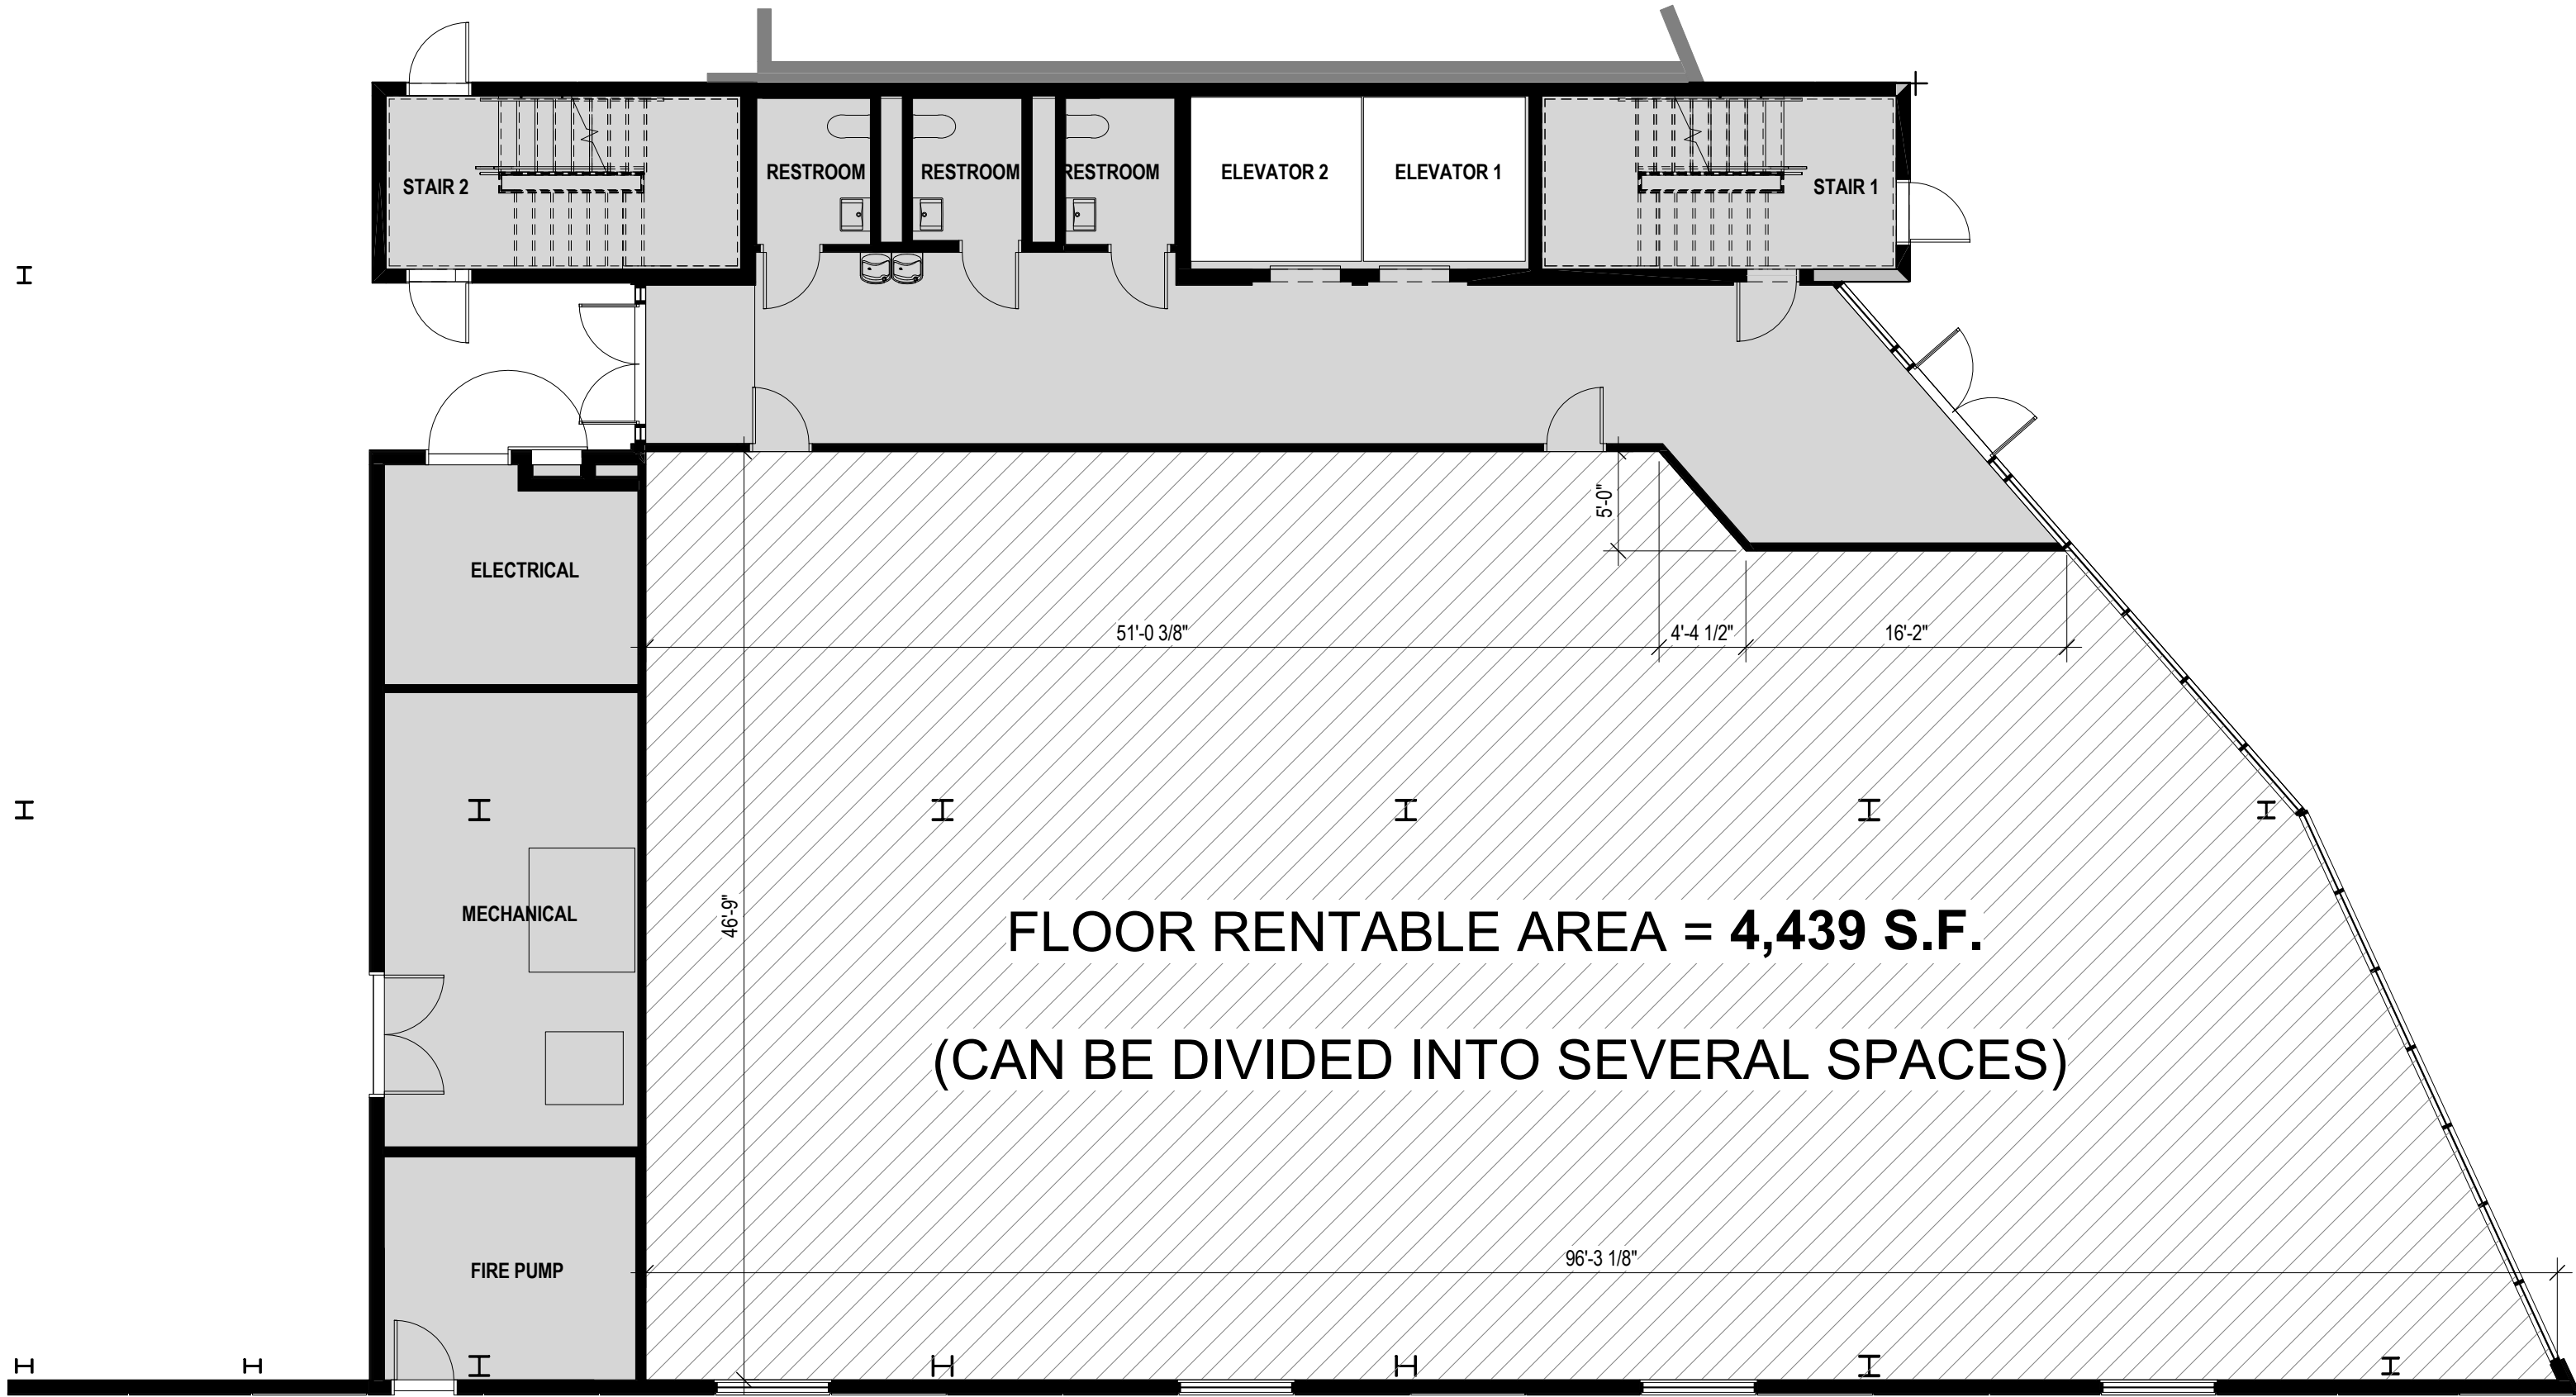 RESTROOM
RESTROOM
RESTROOM
ELEVATOR 2
ELEVATOR 1
STAIR 2
STAIR 1
5'-0"
ELECTRICAL
51'-0 3/8"
4'-4 1/2"
16'-2"
46'-9"
MECHANICAL
FLOOR RENTABLE AREA = 4,439 S.F.
(CAN BE DIVIDED INTO SEVERAL SPACES)
96'-3 1/8"
FIRE PUMP